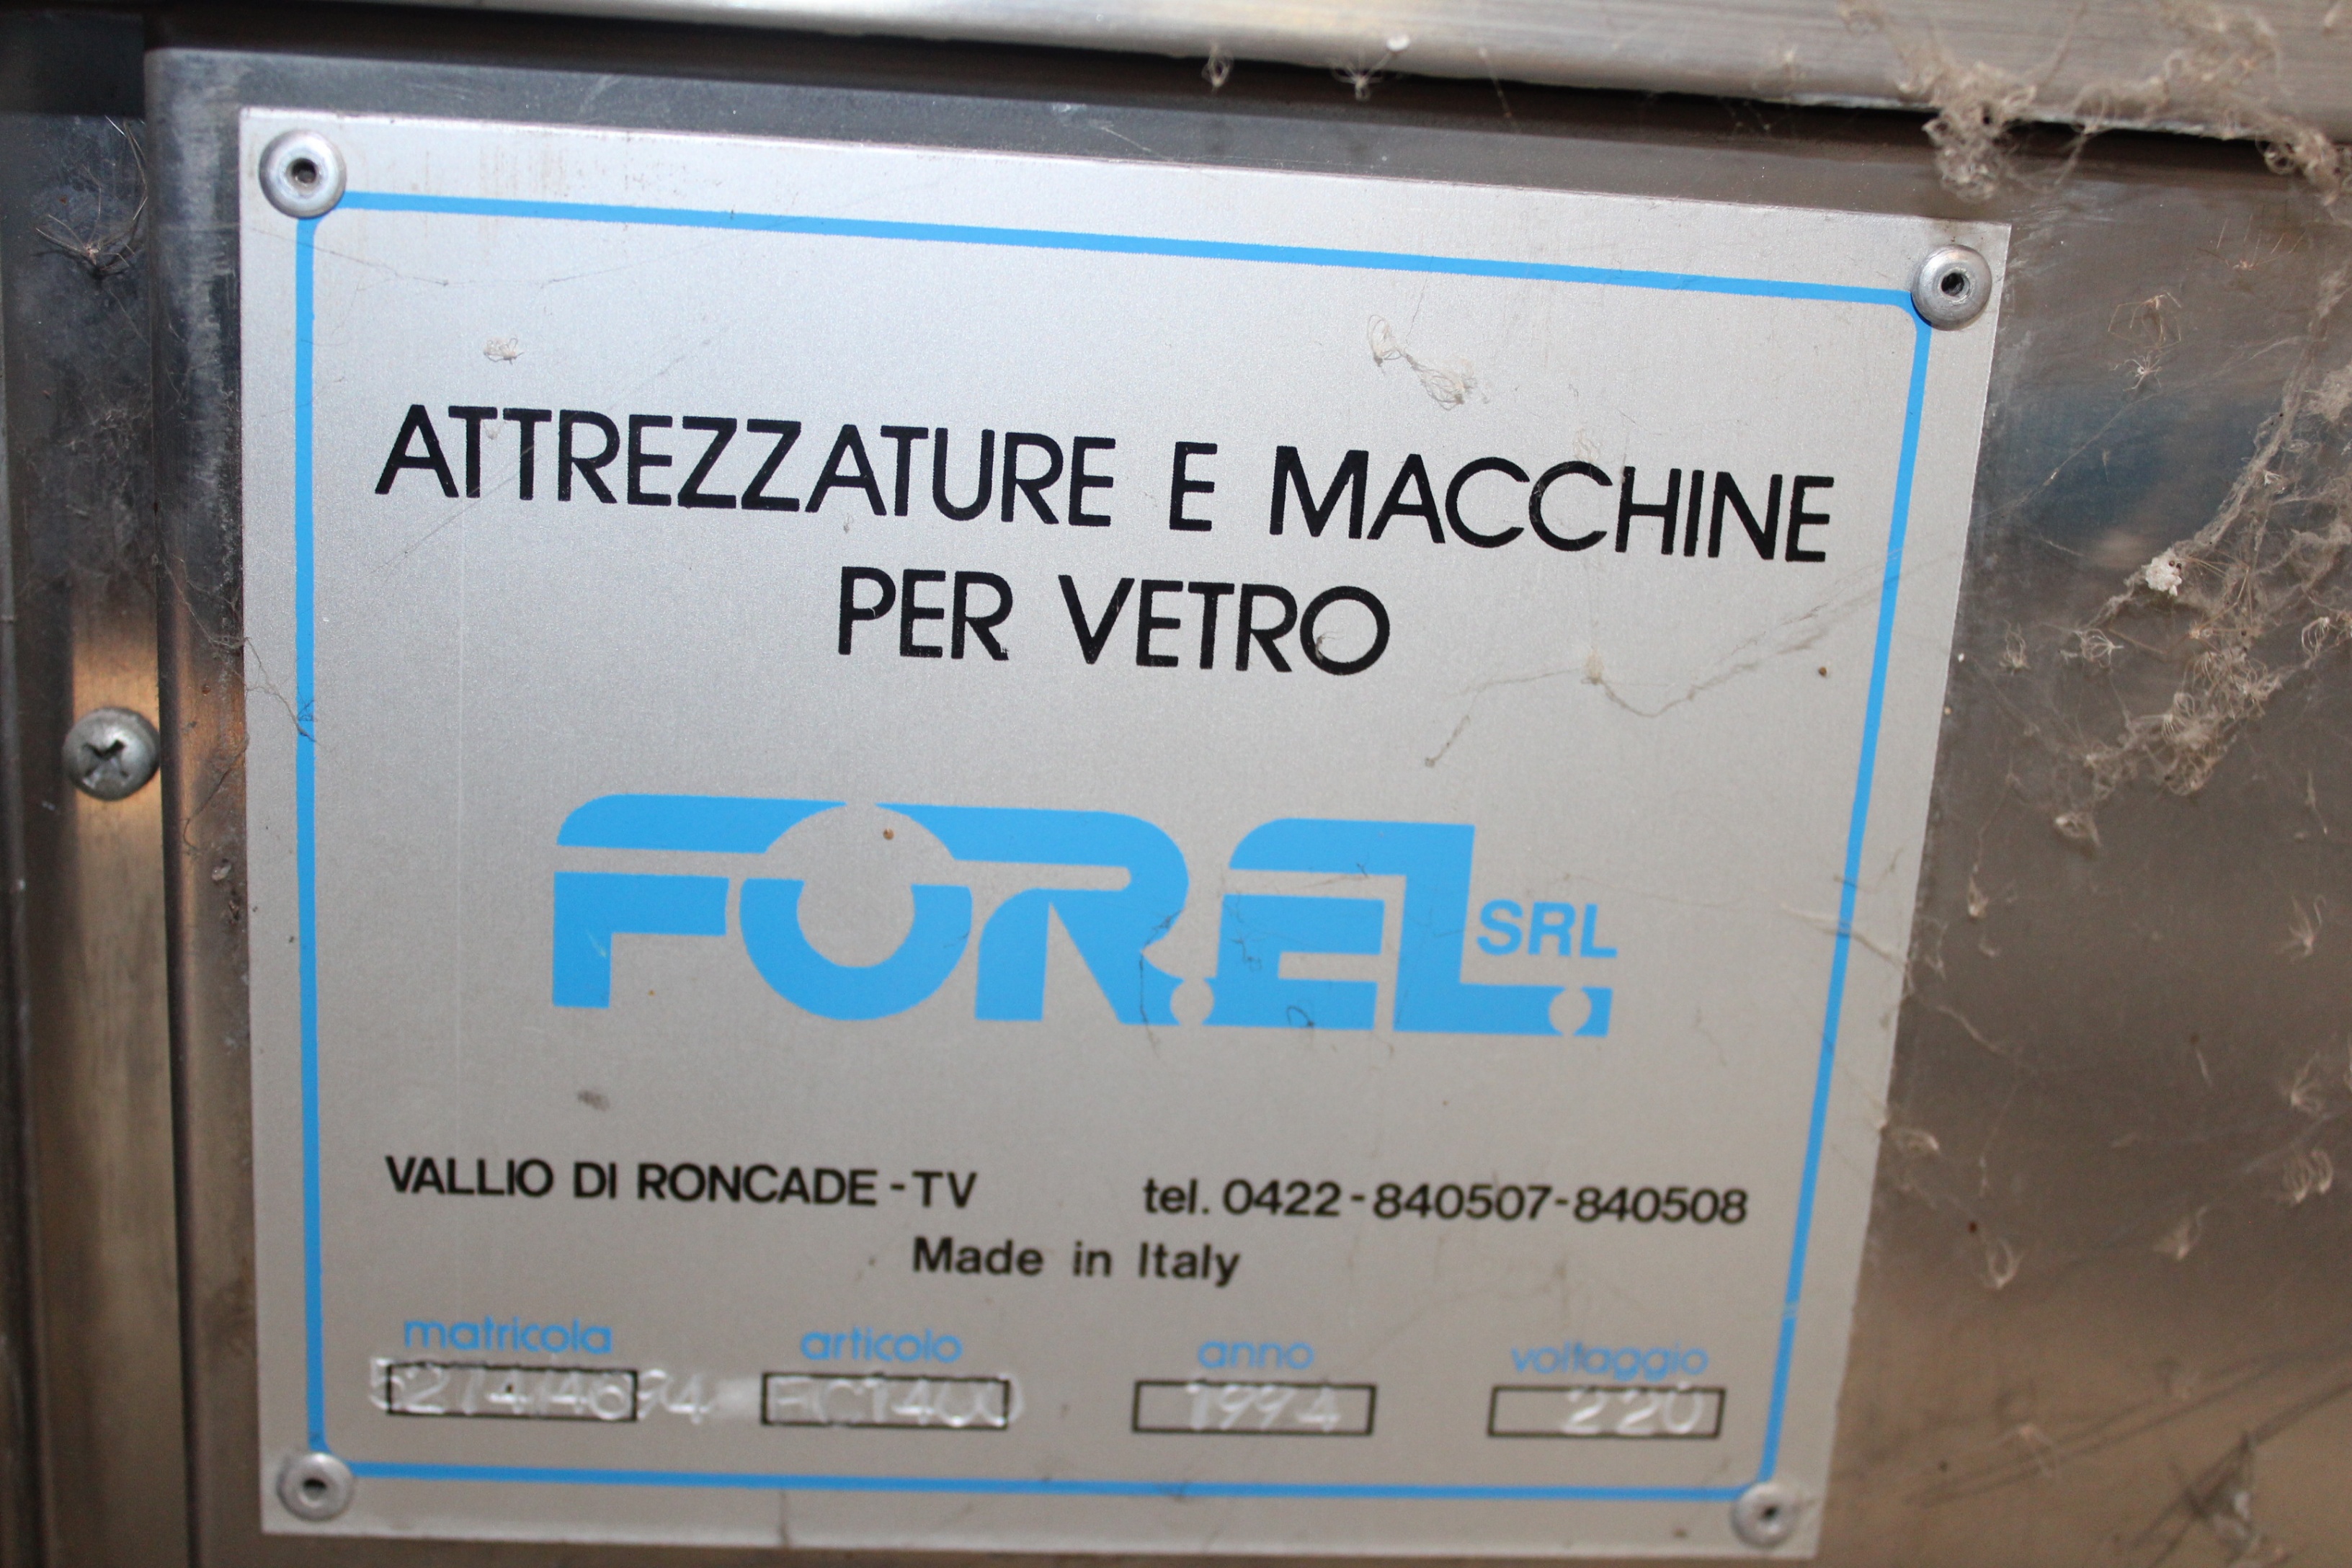 ATTREZZATURE E MACCHINE
PER VETRO
FOR.EL. SRL
VALLIO DI RONCADE - TV tel. 0422-840507-840508
Made in Italy
matricola articolo anno voltaggio
1994 220